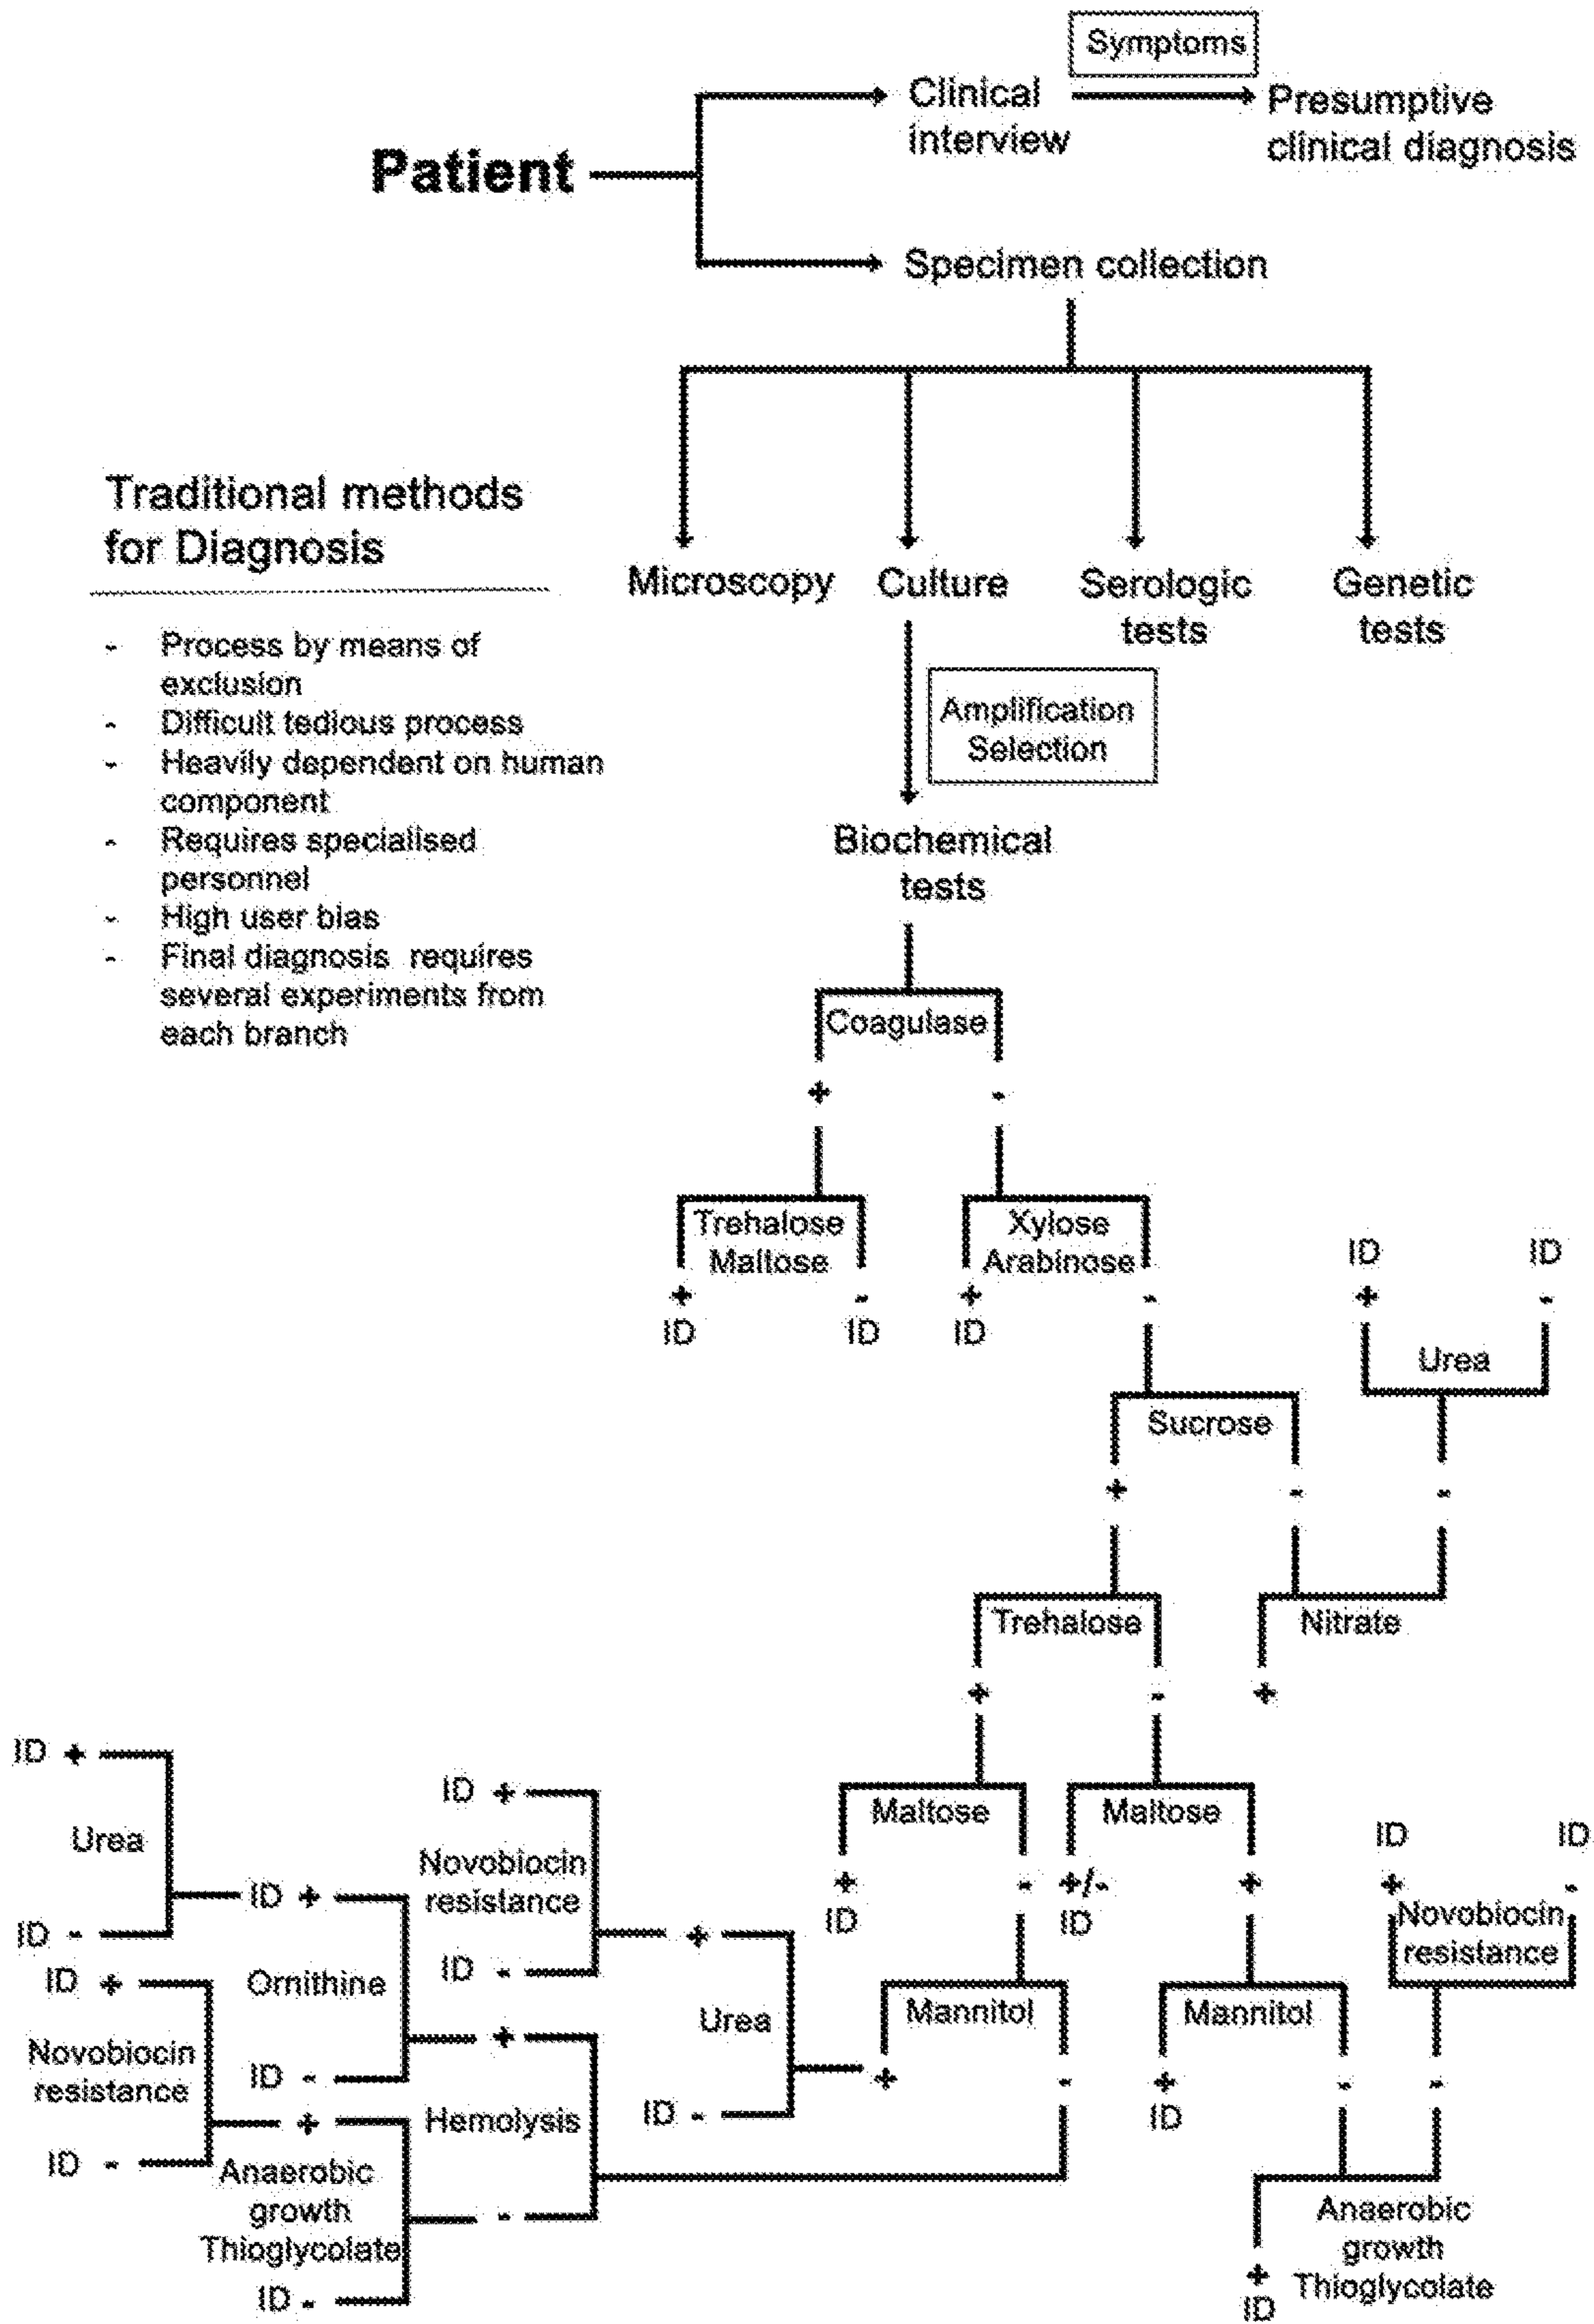 Symptoms
Clinical
interview
Presumptive
clinical diagnosis
Patient
Specimen collection
Traditional methods
for Diagnosis
- Process by means of
exclusion
- Difficult tedious process
- Heavily dependent on human
component
- Requires specialised
personnel
- High user bias
- Final diagnosis requires
several experiments from
each branch
Microscopy
Culture
Serologic
tests
Genetic
tests
Amplification
Selection
Biochemical
tests
Coagulase
+ -
Trehalose
Maltose
+ -
ID ID
Xylose
Arabinose
+ -
ID
ID ID
+ -
Urea
Sucrose
+ -
-
Trehalose
+ -
Nitrate
+
Maltose
+ -
ID
Maltose
+/- +
ID
ID ID
+ -
Novobiocin
resistance
Mannitol
+ -
Mannitol
+ -
ID
-
Anaerobic
growth
Thioglycolate
+
ID
ID +
Urea
ID -
ID +
Novobiocin
resistance
ID -
ID +
Ornithine
ID -
+
Anaerobic
growth
Thioglycolate
ID -
ID +
Novobiocin
resistance
ID -
+
Hemolysis
-
+
Urea
ID -